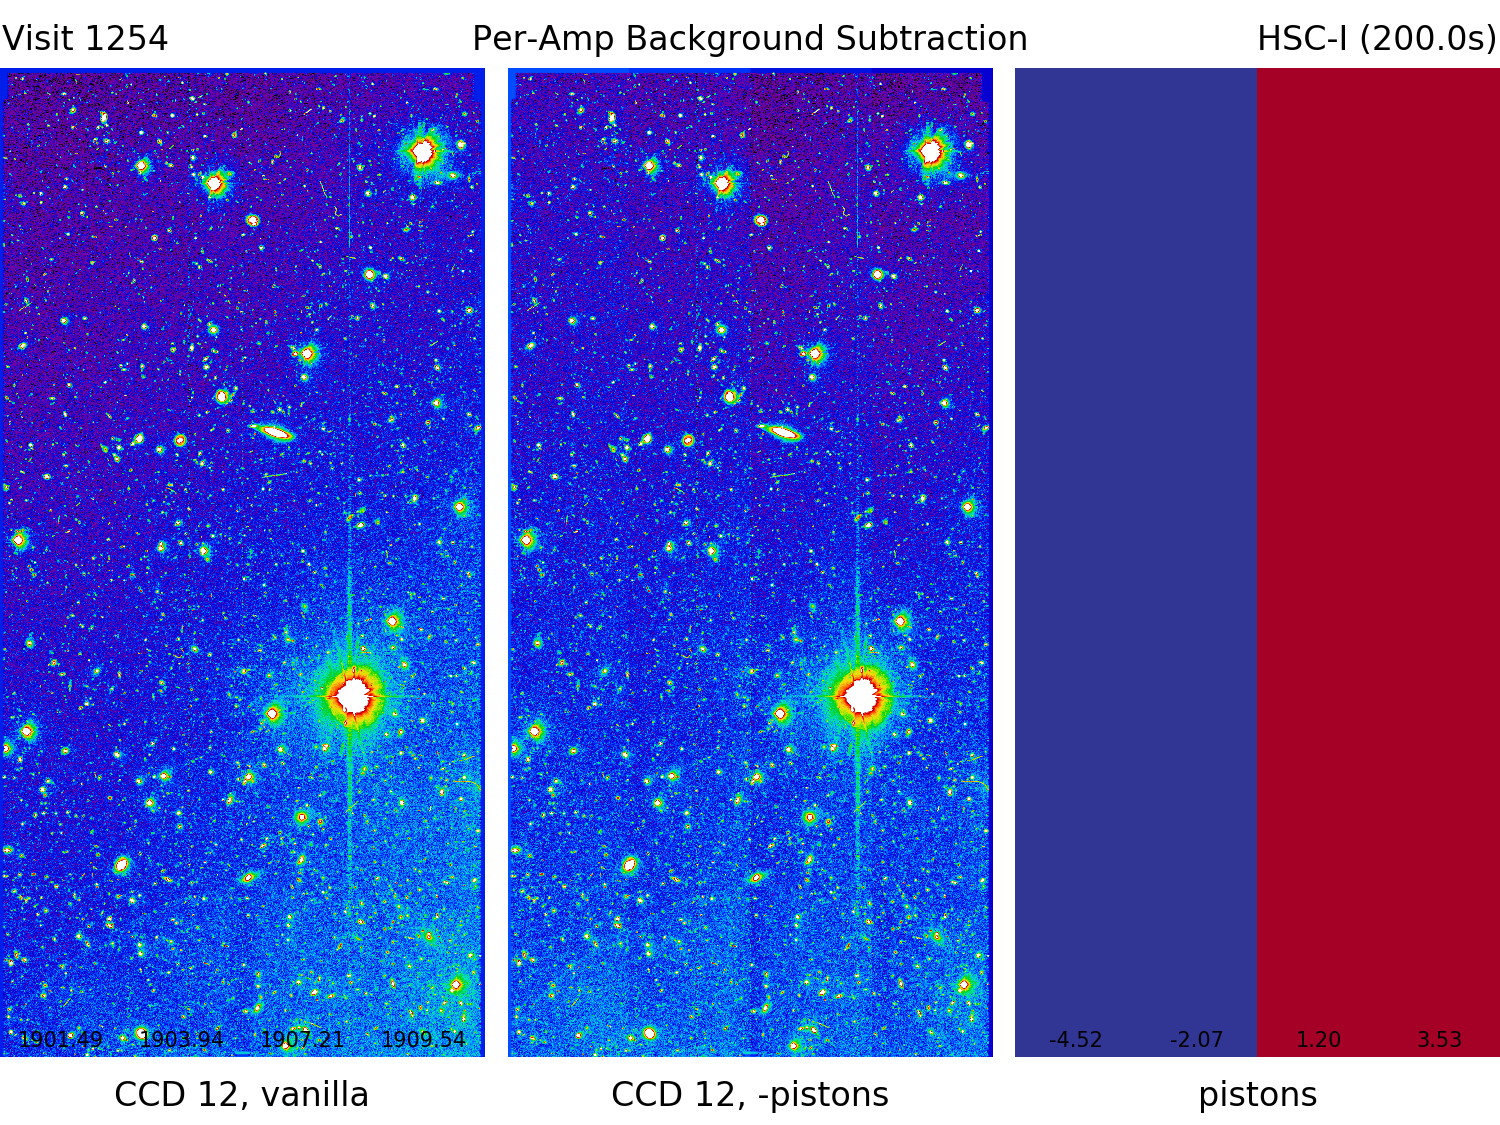 Visit 1254 Per-Amp Background Subtraction HSC-I (200.0s)
1901.49 1903.94 1907.21 1909.54 -4.52 -2.07 1.20 3.53
CCD 12, vanilla CCD 12, -pistons pistons